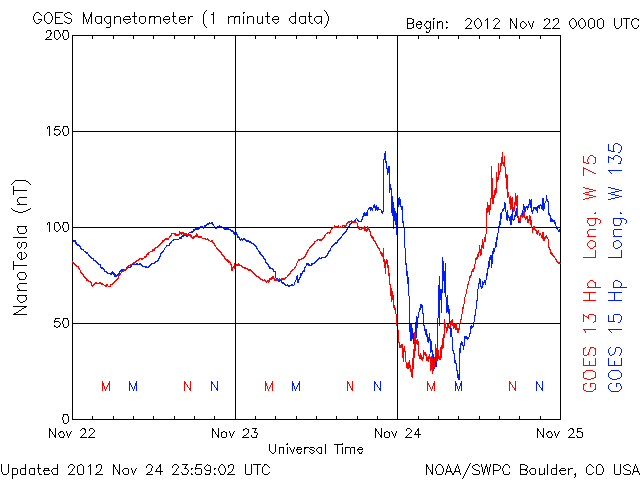 GOES Magnetometer (1 minute data)
Begin: 2012 Nov 22 0000 UTC
200
150
100
50
0
NanoTesla (nT)
M M N N M M N N M M N N
Nov 22 Nov 23 Nov 24 Nov 25
Universal Time
GOES 13 Hp Long. W 75
GOES 15 Hp Long. W 135
Updated 2012 Nov 24 23:59:02 UTC
NOAA/SWPC Boulder, CO USA